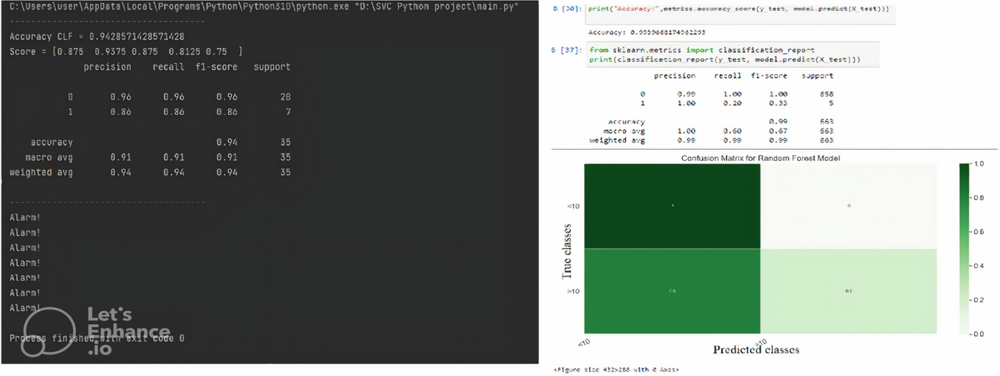 C:\Users\user\AppData\Local\Programs\Python\Python310\python.exe "D:\SVC Python project\main.py"
----------------------------------------
Accuracy CLF = 0.9428571428571428
Score = [0.875 0.9375 0.875 0.8125 0.75 ]
precision recall f1-score support
0 0.96 0.96 0.96 28
1 0.86 0.86 0.86 7
accuracy 0.94 35
macro avg 0.91 0.91 0.91 35
weighted avg 0.94 0.94 0.94 35
----------------------------------------
Alarm!
Alarm!
Alarm!
Alarm!
Alarm!
Alarm!
Alarm!
Process finished with exit code 0
Let's
Enhance
.io
[30]: print("Accuracy:",metrics.accuracy_score(y_test, model.predict(X_test)))
Accuracy:
[37]: from sklearn.metrics import classification_report
print(classification_report(y_test, model.predict(X_test)))
precision recall f1-score support
0 0.99 1.00 1.00 658
1 1.00 0.20 0.33 5
accuracy 0.99 663
macro avg 1.00 0.60 0.67 663
weighted avg 0.99 0.99 0.99 663
Confusion Matrix for Random Forest Model
1.0
0.8
0.6
0.4
0.2
0.0
<10
1
0
True classes
>10
0.2
<10
>10
Predicted classes
<Figure size 432x288 with 0 Axes>